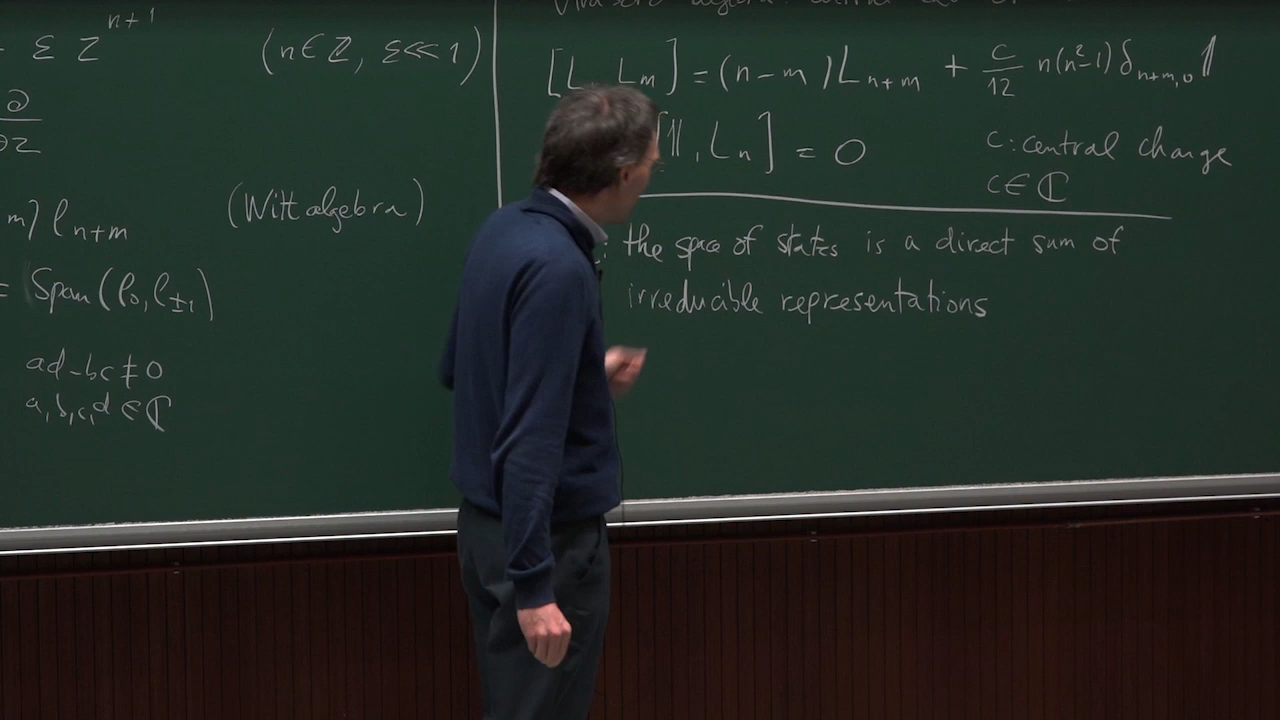 ε z^{n+1} (n∈ℤ, ε≪1)
∂/∂z
m) l_{n+m} (Witt algebra)
= Span(l_0, l_{±1})
ad-bc≠0
a,b,c,d∈ℂ
algebra:
[L, L_m] = (n-m)L_{n+m} + c/12 n(n²-1)δ_{n+m,0} 𝟙
[𝟙, L_n] = 0
c: central charge
c∈ℂ
: the space of states is a direct sum of
irreducible representations